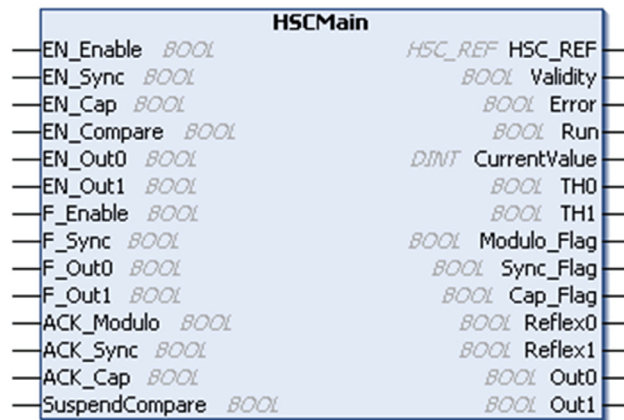 HSCMain
EN_Enable BOOL HSC_REF HSC_REF
EN_Sync BOOL BOOL Validity
EN_Cap BOOL BOOL Error
EN_Compare BOOL BOOL Run
EN_Out0 BOOL DINT CurrentValue
EN_Out1 BOOL BOOL TH0
F_Enable BOOL BOOL TH1
F_Sync BOOL BOOL Modulo_Flag
F_Out0 BOOL BOOL Sync_Flag
F_Out1 BOOL BOOL Cap_Flag
ACK_Modulo BOOL BOOL Reflex0
ACK_Sync BOOL BOOL Reflex1
ACK_Cap BOOL BOOL Out0
SuspendCompare BOOL BOOL Out1